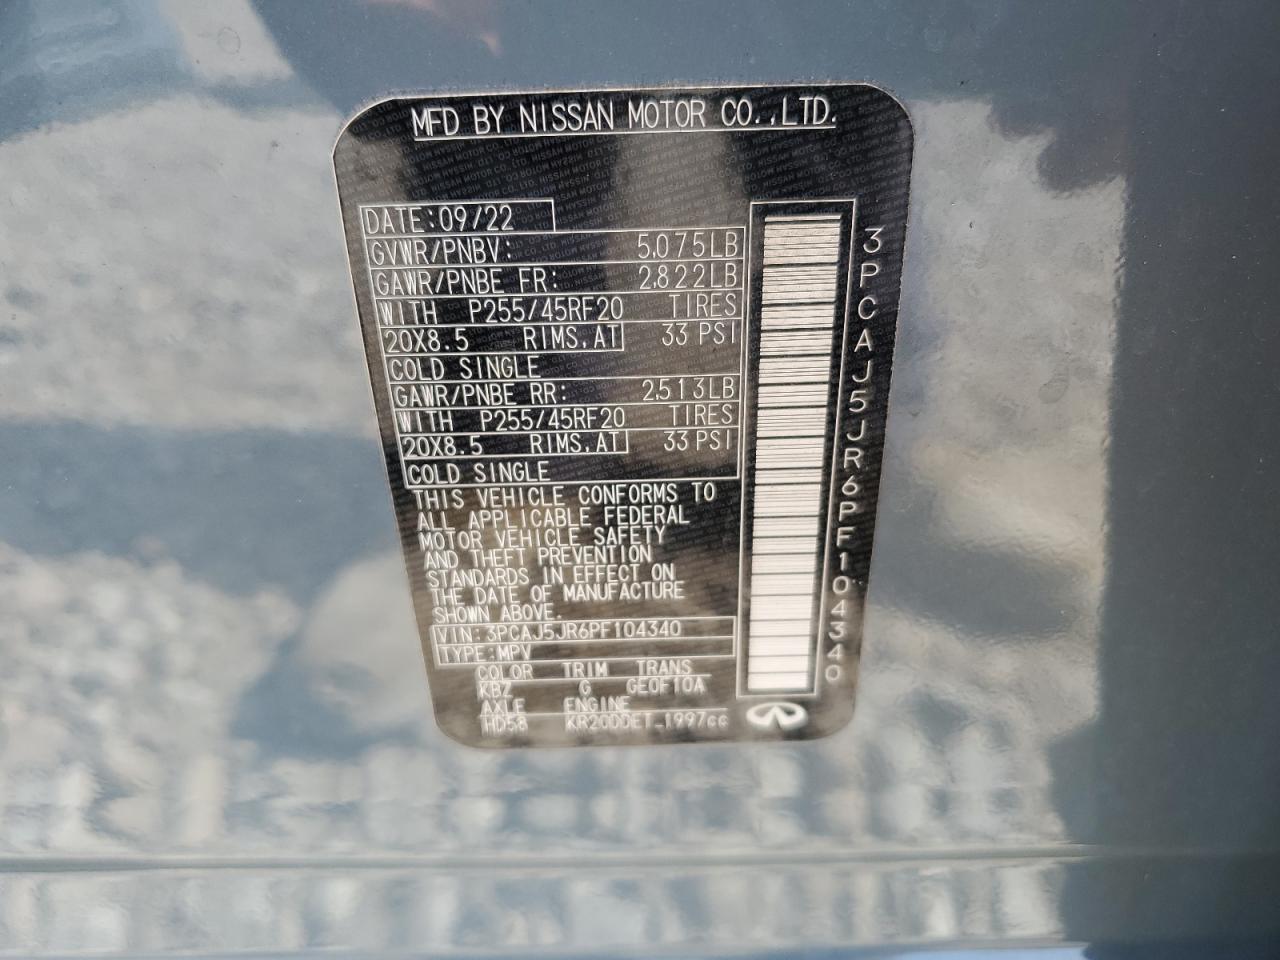 MFD BY NISSAN MOTOR CO.,LTD.
DATE:09/22
GVWR/PNBV: 5,075LB
GAWR/PNBE FR: 2,822LB
WITH P255/45RF20 TIRES
20X8.5 RIMS,AT 33 PSI
COLD SINGLE
GAWR/PNBE RR: 2,513LB
WITH P255/45RF20 TIRES
20X8.5 RIMS,AT 33 PSI
COLD SINGLE
THIS VEHICLE CONFORMS TO
ALL APPLICABLE FEDERAL
MOTOR VEHICLE SAFETY
AND THEFT PREVENTION
STANDARDS IN EFFECT ON
THE DATE OF MANUFACTURE
SHOWN ABOVE.
VIN:3PCAJ5JR6PF104340
TYPE:MPV
COLOR TRIM TRANS
KBZ G GE0F10A
AXLE ENGINE
HD58 KR20DDET 1997cc
3PCAJ5JR6PF104340